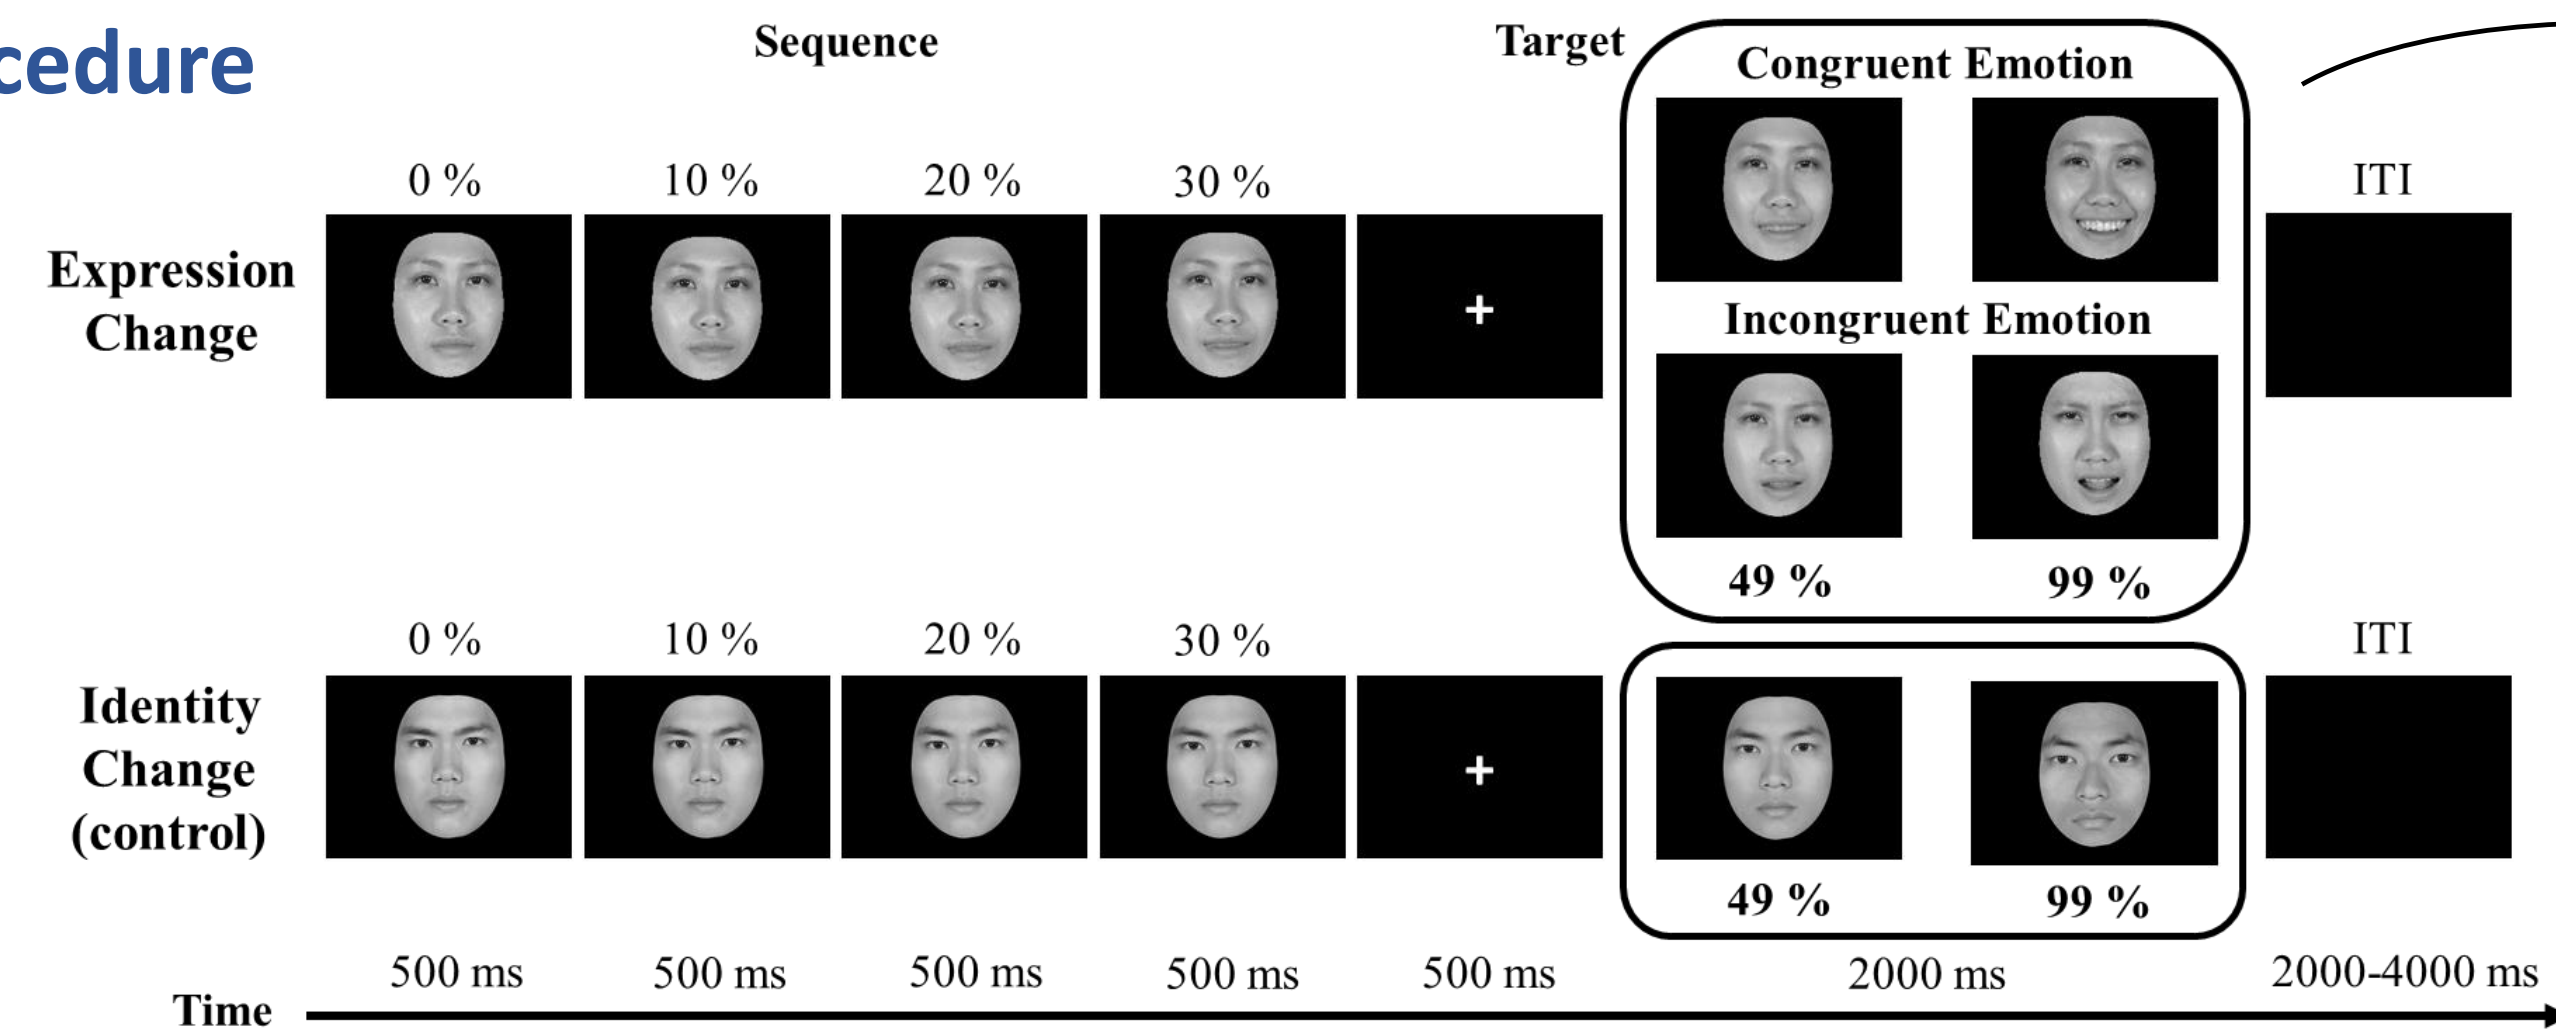 cedure
Sequence
Target
Congruent Emotion
0 %
10 %
20 %
30 %
ITI
Expression
Change
+
Incongruent Emotion
49 %
99 %
0 %
10 %
20 %
30 %
ITI
Identity
Change
(control)
+
49 %
99 %
500 ms
500 ms
500 ms
500 ms
500 ms
2000 ms
2000-4000 ms
Time